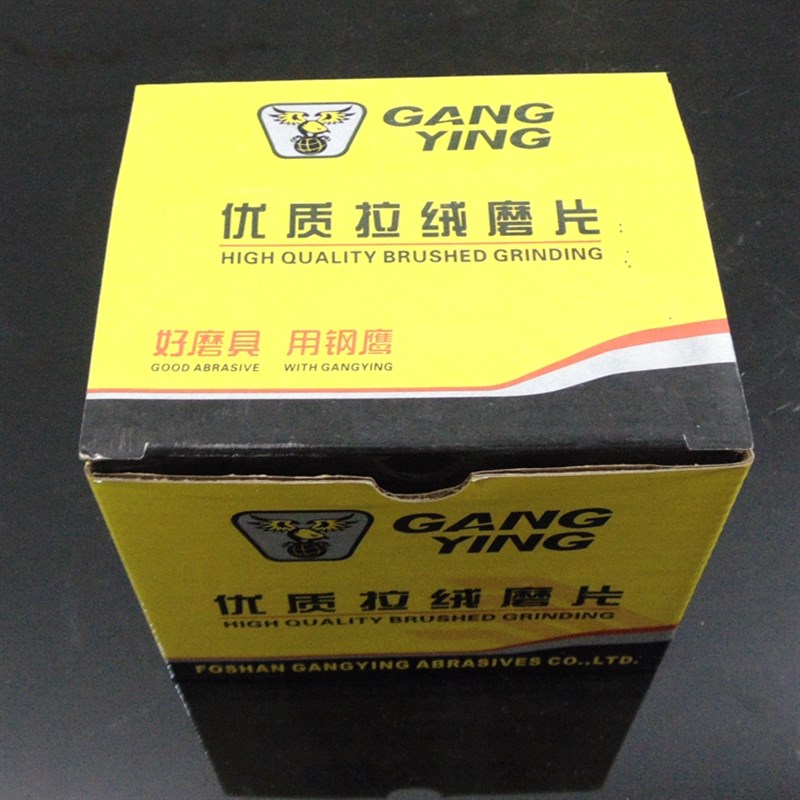 GANG
YING
优质拉绒磨片
HIGH QUALITY BRUSHED GRINDING
好磨具 用钢鹰
GOOD ABRASIVE WITH GANGYING
GANG
YING
优质拉绒磨片
HIGH QUALITY BRUSHED GRINDING
FOSHAN GANGYING ABRASIVES CO.,LTD.